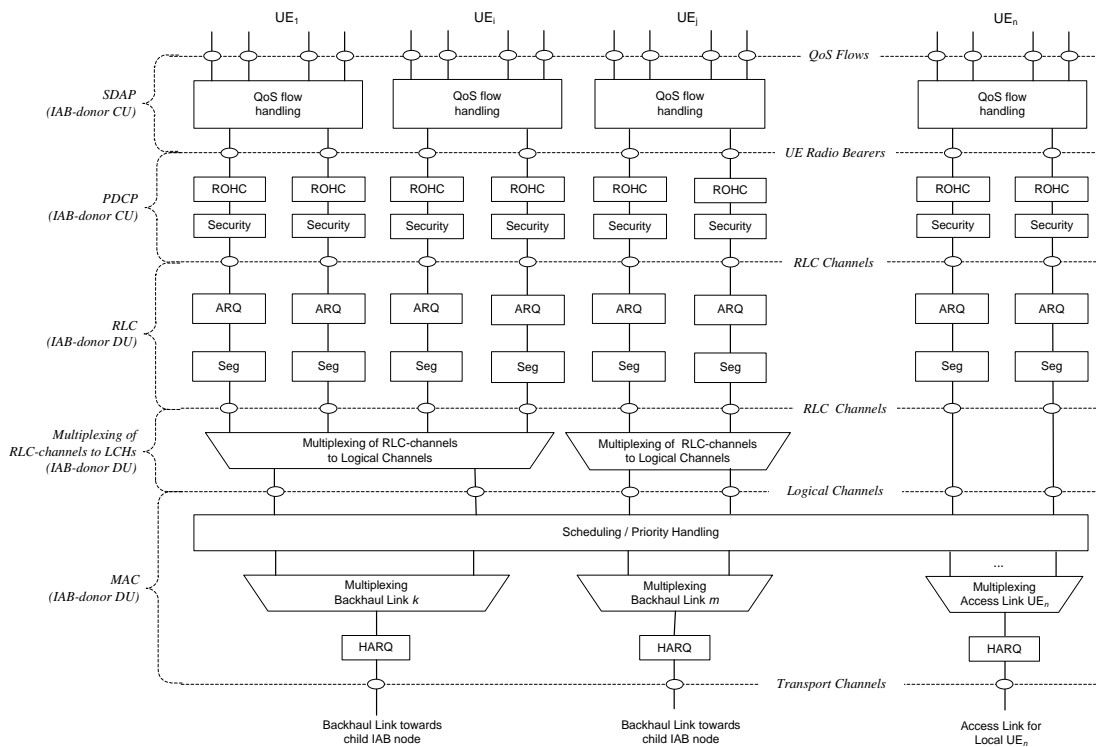 UE1 UEi UEj UEn
QoS Flows
SDAP
(IAB-donor CU)
QoS flow
handling
QoS flow
handling
QoS flow
handling
QoS flow
handling
UE Radio Bearers
PDCP
(IAB-donor CU)
ROHC ROHC ROHC ROHC ROHC ROHC ROHC ROHC
Security Security Security Security Security Security Security Security
RLC Channels
RLC
(IAB-donor DU)
ARQ ARQ ARQ ARQ ARQ ARQ ARQ ARQ
Seg Seg Seg Seg Seg Seg Seg Seg
RLC Channels
Multiplexing of
RLC-channels to LCHs
(IAB-donor DU)
Multiplexing of RLC-channels
to Logical Channels
Multiplexing of RLC-channels
to Logical Channels
Logical Channels
Scheduling / Priority Handling
MAC
(IAB-donor DU)
...
Multiplexing
Backhaul Link k
Multiplexing
Backhaul Link m
Multiplexing
Access Link UEn
HARQ HARQ HARQ
Transport Channels
Backhaul Link towards
child IAB node
Backhaul Link towards
child IAB node
Access Link for
Local UEn